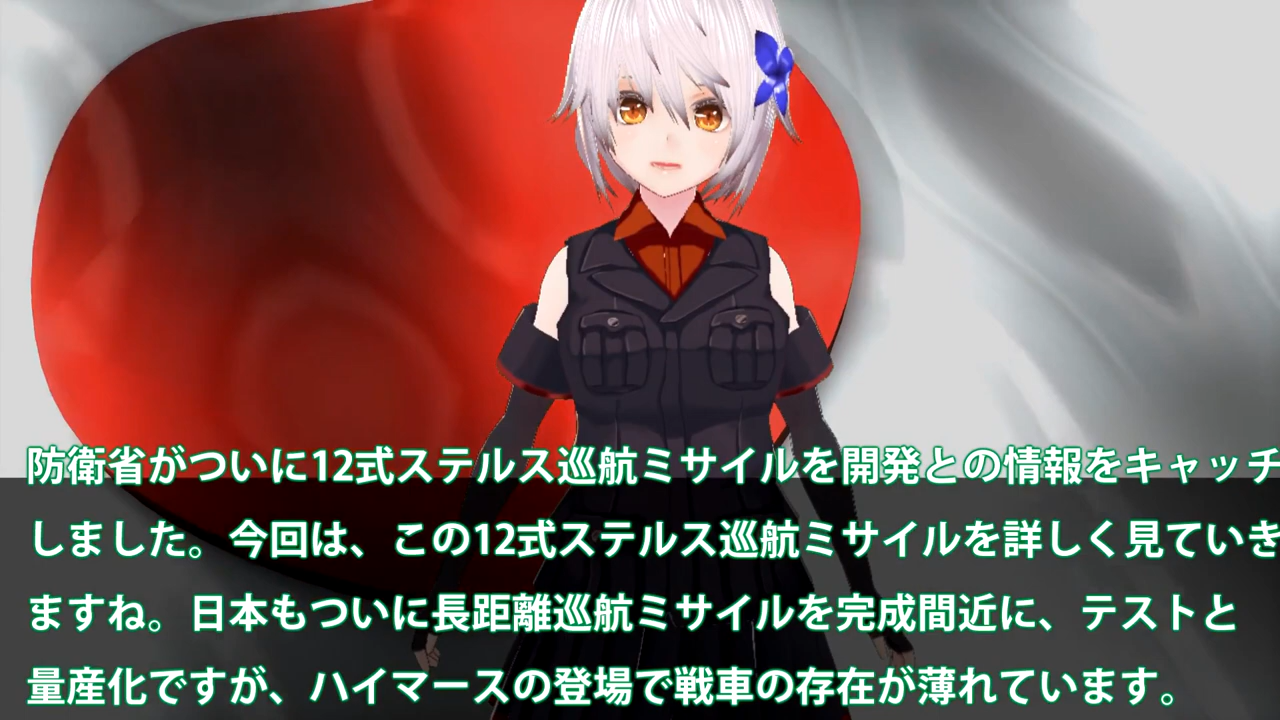 防衛省がついに12式ステルス巡航ミサイルを開発との情報をキャッチ
しました。今回は、この12式ステルス巡航ミサイルを詳しく見ていき
ますね。日本もついに長距離巡航ミサイルを完成間近に、テストと
量産化ですが、ハイマースの登場で戦車の存在が薄れています。